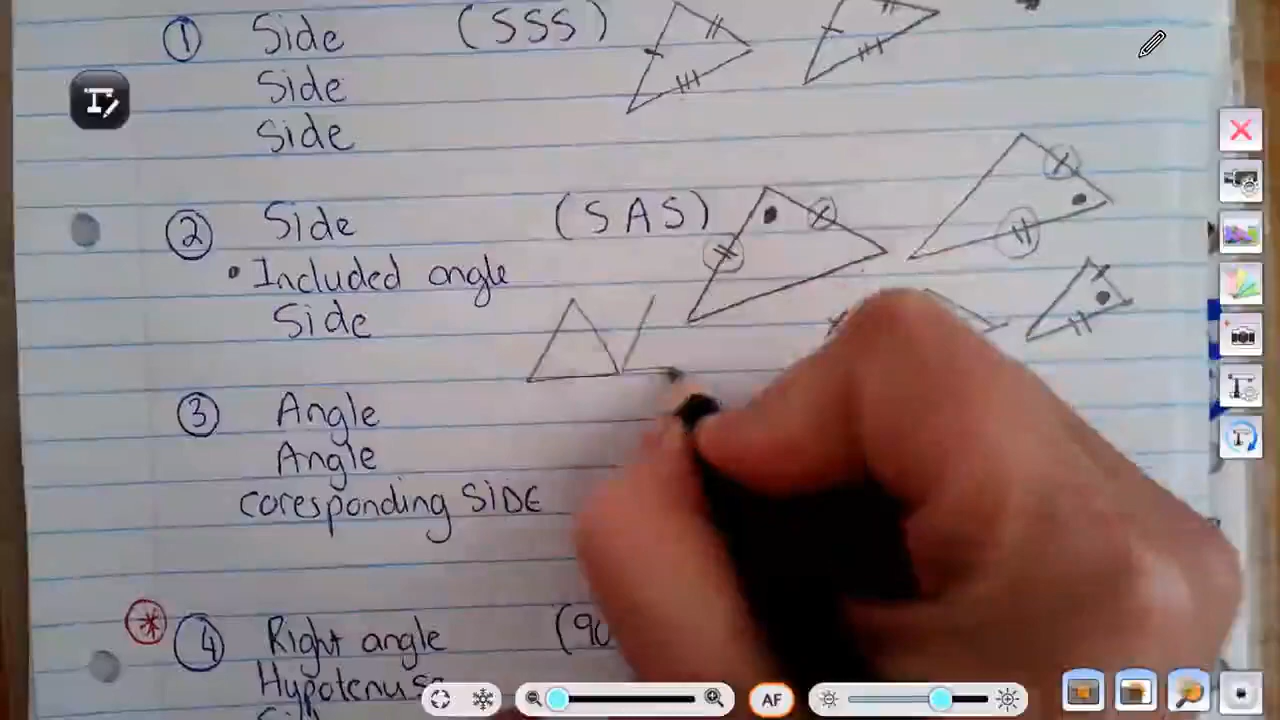 ① Side (SSS)
Side
Side
② Side (SAS)
• Included angle
Side
③ Angle
Angle
coresponding SIDE
④ Right angle (90
Hypotenuse
AF